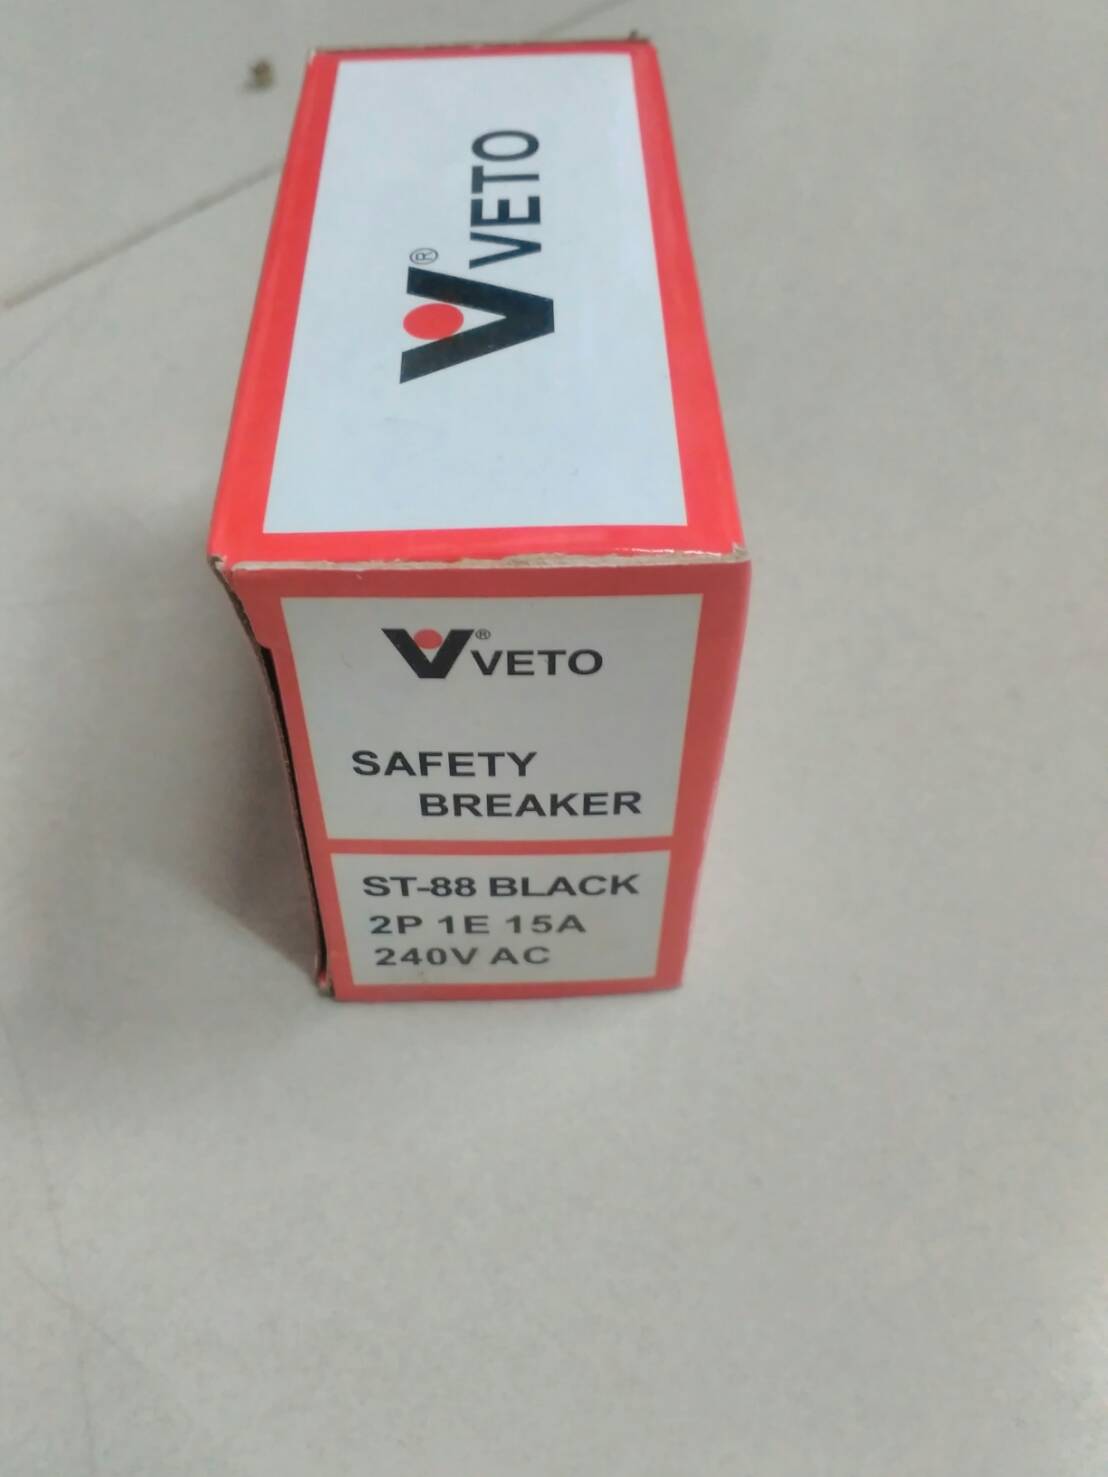 VETO
®
VETO
®
SAFETY
BREAKER
ST-88 BLACK
2P 1E 15A
240V AC